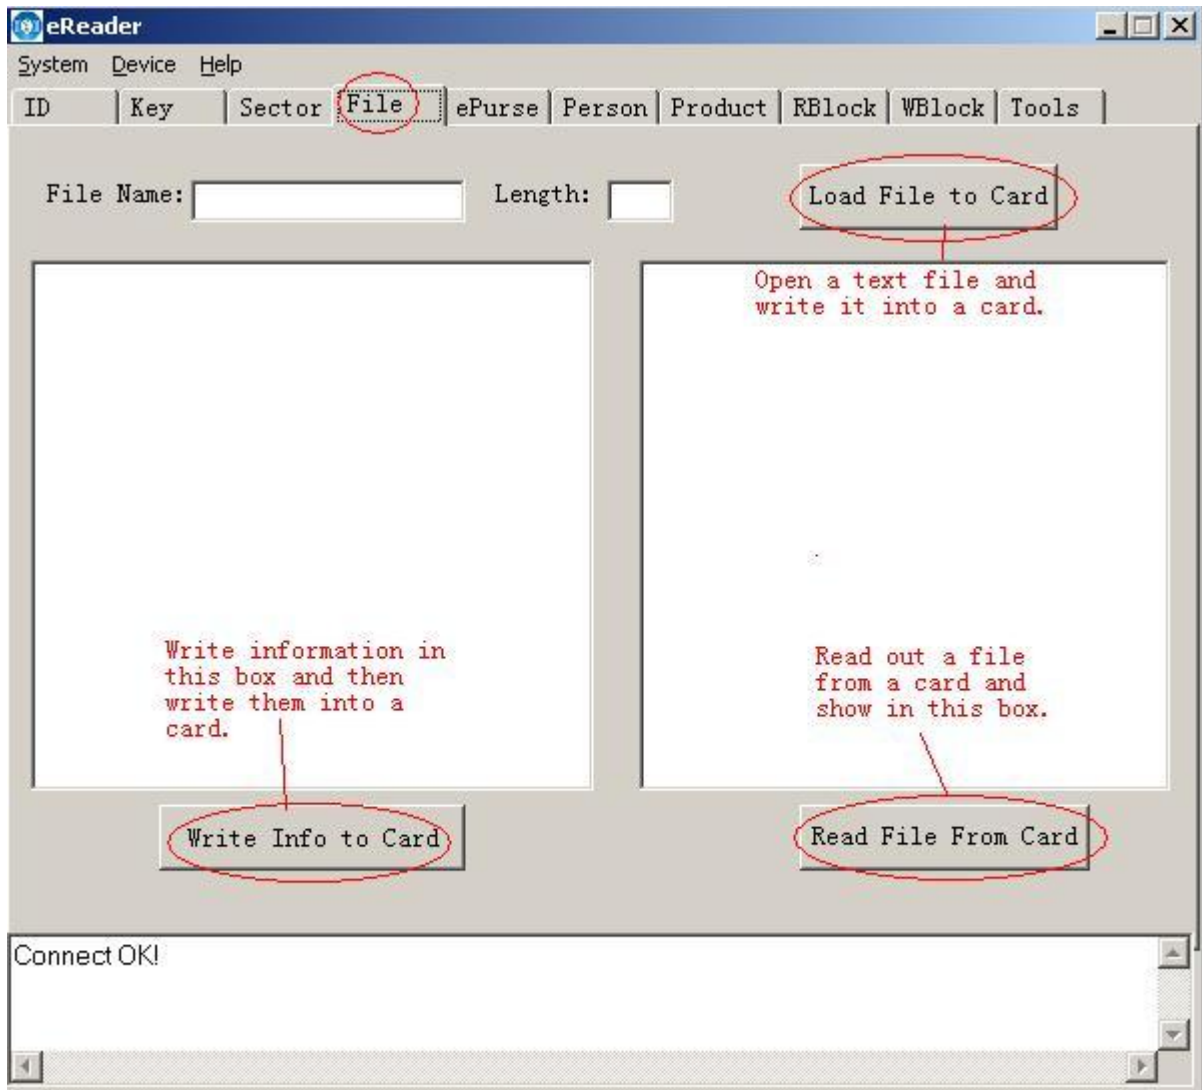 eReader
System Device Help
ID Key Sector File ePurse Person Product RBlock WBlock Tools
File Name: Length: Load File to Card
Open a text file and
write it into a card.
Write information in
this box and then
write them into a
card.
Read out a file
from a card and
show in this box.
Write Info to Card
Read File From Card
Connect OK!